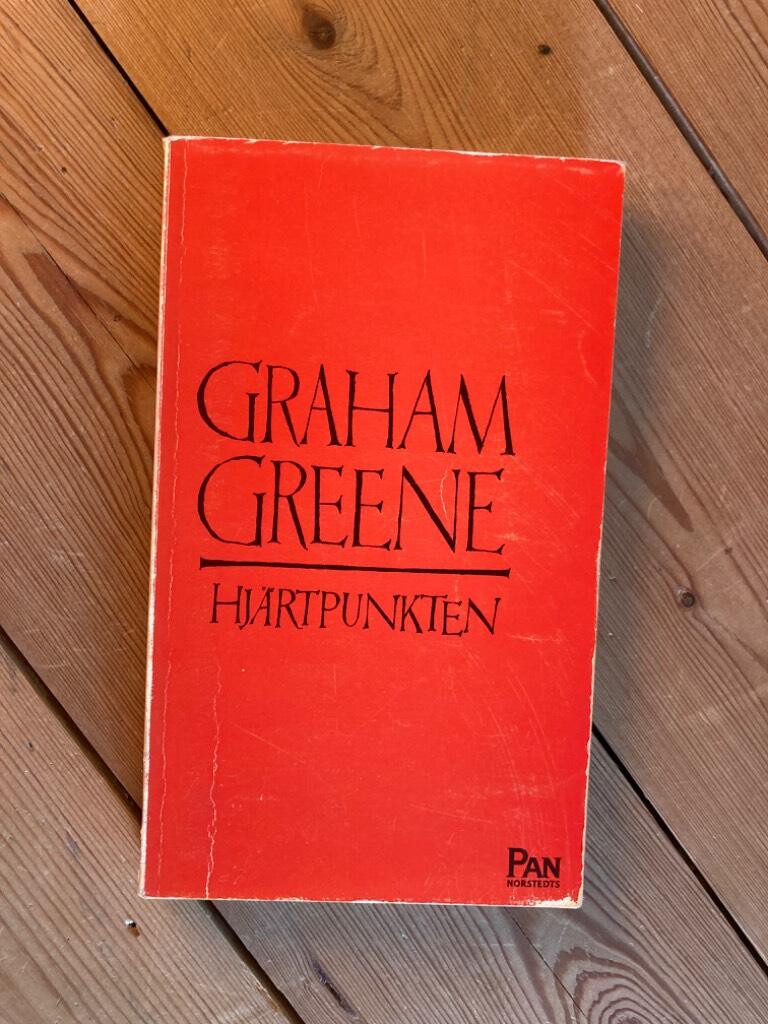 GRAHAM
GREENE
HJÄRTPUNKTEN
PAN
NORSTEDTS